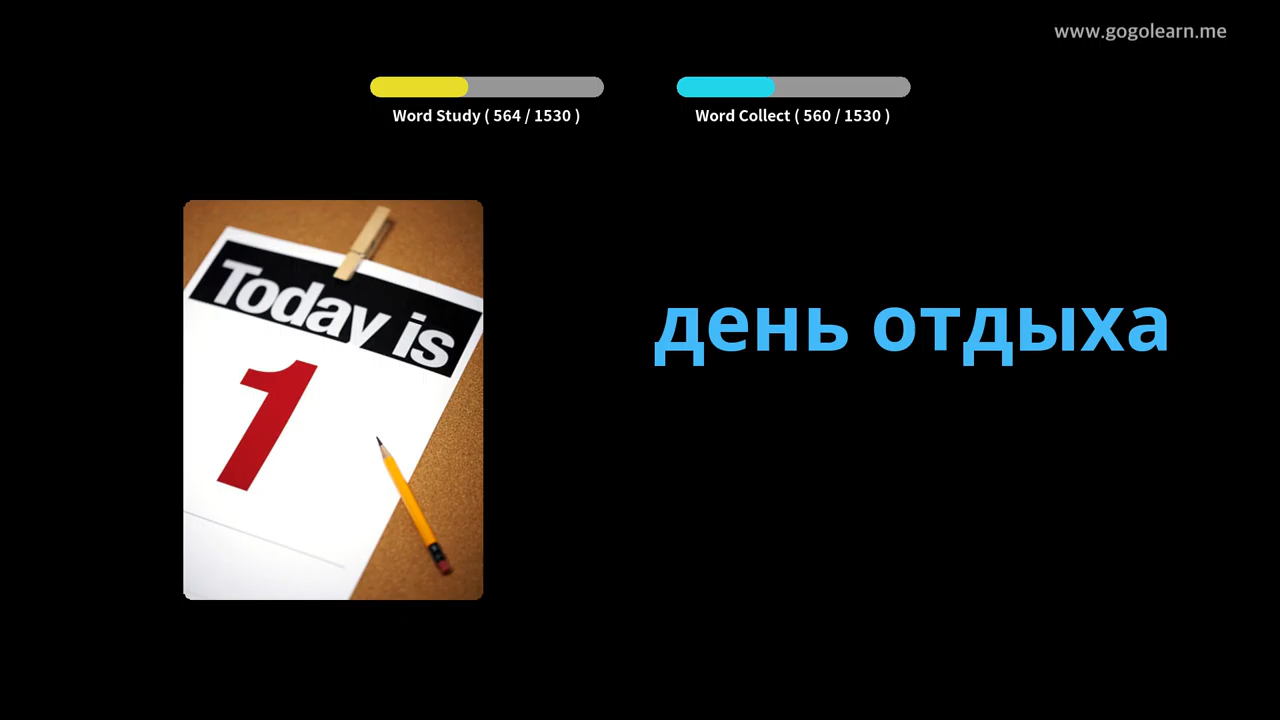 www.gogolearn.me
Word Study ( 564 / 1530 )
Word Collect ( 560 / 1530 )
Today is
1
день отдыха